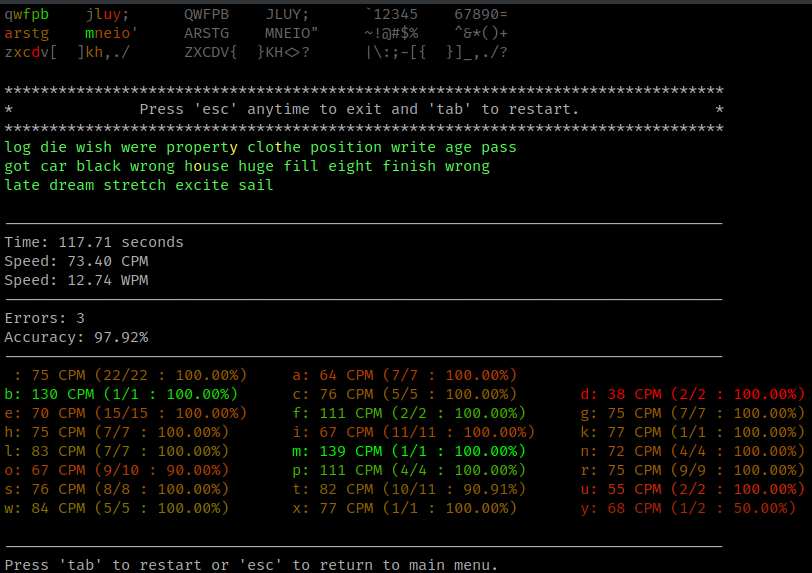 qwfpb jluy; QWFPB JLUY; `12345 67890=
arstg mneio' ARSTG MNEIO" ~!@#$% ^&*()+
zxcdv[ ]kh,./ ZXCDV{ }KH<>? |\:;-[{ }]_,./?
********************************************************************************
* Press 'esc' anytime to exit and 'tab' to restart. *
********************************************************************************
log die wish were property clothe position write age pass
got car black wrong house huge fill eight finish wrong
late dream stretch excite sail
Time: 117.71 seconds
Speed: 73.40 CPM
Speed: 12.74 WPM
Errors: 3
Accuracy: 97.92%
: 75 CPM (22/22 : 100.00%) a: 64 CPM (7/7 : 100.00%)
b: 130 CPM (1/1 : 100.00%) c: 76 CPM (5/5 : 100.00%) d: 38 CPM (2/2 : 100.00%)
e: 70 CPM (15/15 : 100.00%) f: 111 CPM (2/2 : 100.00%) g: 75 CPM (7/7 : 100.00%)
h: 75 CPM (7/7 : 100.00%) i: 67 CPM (11/11 : 100.00%) k: 77 CPM (1/1 : 100.00%)
l: 83 CPM (7/7 : 100.00%) m: 139 CPM (1/1 : 100.00%) n: 72 CPM (4/4 : 100.00%)
o: 67 CPM (9/10 : 90.00%) p: 111 CPM (4/4 : 100.00%) r: 75 CPM (9/9 : 100.00%)
s: 76 CPM (8/8 : 100.00%) t: 82 CPM (10/11 : 90.91%) u: 55 CPM (2/2 : 100.00%)
w: 84 CPM (5/5 : 100.00%) x: 77 CPM (1/1 : 100.00%) y: 68 CPM (1/2 : 50.00%)
Press 'tab' to restart or 'esc' to return to main menu.